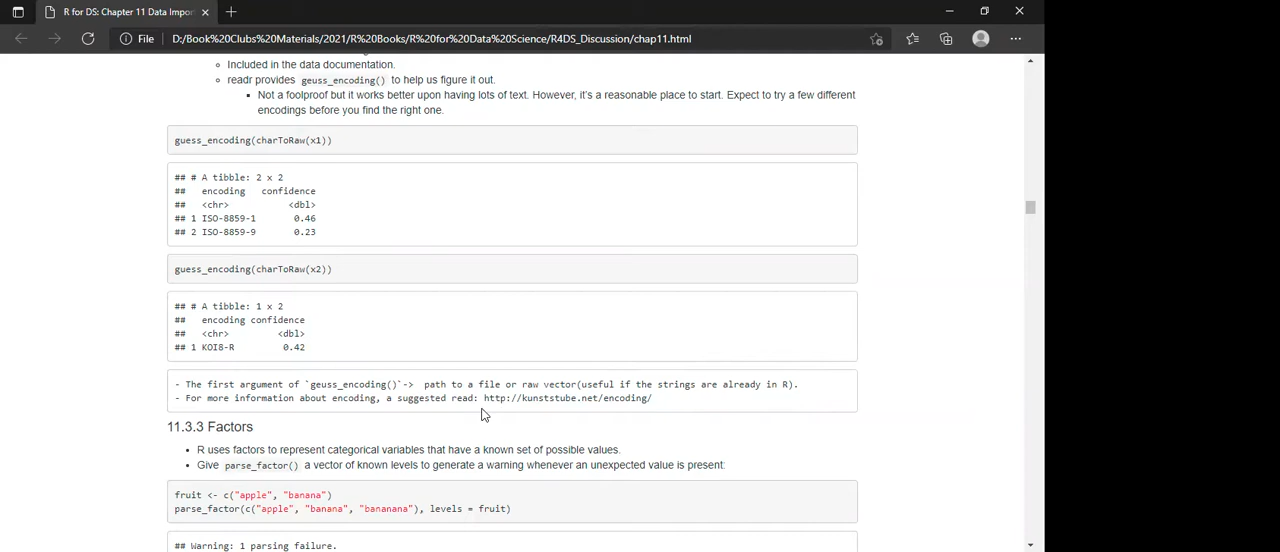 R for DS: Chapter 11 Data Impor
File D:/Book%20Clubs%20Materials/2021/R%20Books/R%20for%20Data%20Science/R4DS_Discussion/chap11.html
Included in the data documentation.
readr provides geuss_encoding() to help us figure it out.
Not a foolproof but it works better upon having lots of text. However, it's a reasonable place to start. Expect to try a few different
encodings before you find the right one.
guess_encoding(charToRaw(x1))
## # A tibble: 2 x 2
## encoding confidence
## <chr> <dbl>
## 1 ISO-8859-1 0.46
## 2 ISO-8859-9 0.23
guess_encoding(charToRaw(x2))
## # A tibble: 1 x 2
## encoding confidence
## <chr> <dbl>
## 1 KOI8-R 0.42
- The first argument of `geuss_encoding()`-> path to a file or raw vector(useful if the strings are already in R).
- For more information about encoding, a suggested read: http://kunststube.net/encoding/
11.3.3 Factors
R uses factors to represent categorical variables that have a known set of possible values.
Give parse_factor() a vector of known levels to generate a warning whenever an unexpected value is present:
fruit <- c("apple", "banana")
parse_factor(c("apple", "banana", "bananana"), levels = fruit)
## Warning: 1 parsing failure.